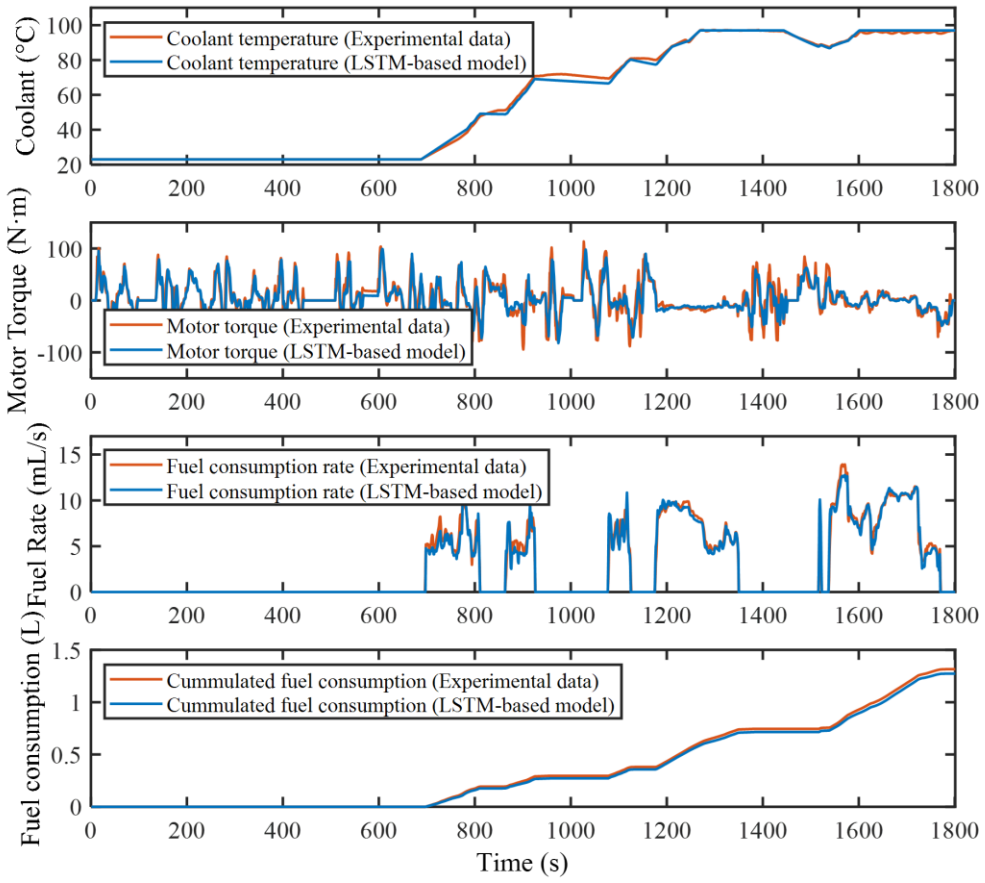 Coolant (°C)
100
80
60
40
20
Coolant temperature (Experimental data)
Coolant temperature (LSTM-based model)
0 200 400 600 800 1000 1200 1400 1600 1800
Motor Torque (N·m)
100
0
-100
Motor torque (Experimental data)
Motor torque (LSTM-based model)
0 200 400 600 800 1000 1200 1400 1600 1800
Fuel Rate (mL/s)
15
10
5
0
Fuel consumption rate (Experimental data)
Fuel consumption rate (LSTM-based model)
0 200 400 600 800 1000 1200 1400 1600 1800
Fuel consumption (L)
1.5
1
0.5
0
Cummulated fuel consumption (Experimental data)
Cummulated fuel consumption (LSTM-based model)
0 200 400 600 800 1000 1200 1400 1600 1800
Time (s)